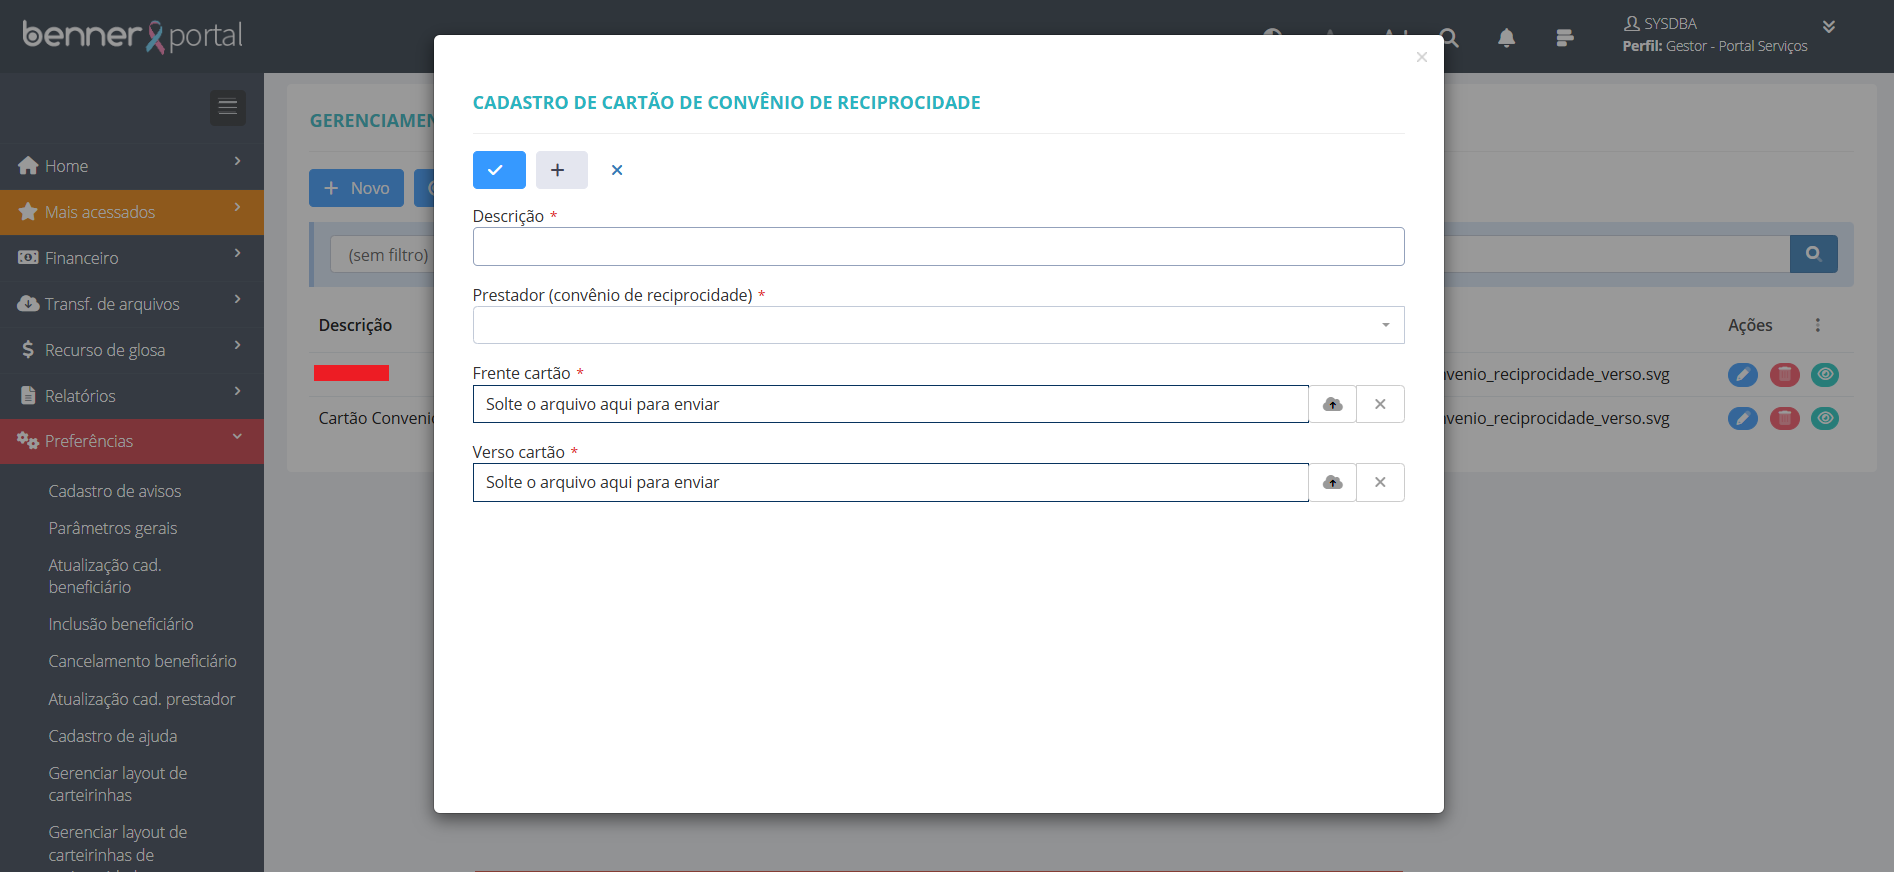 benner portal
SYSDBA
Perfil: Gestor - Portal Serviços
Home
Mais acessados
Financeiro
Transf. de arquivos
Recurso de glosa
Relatórios
Preferências
Cadastro de avisos
Parâmetros gerais
Atualização cad.
beneficiário
Inclusão beneficiário
Cancelamento beneficiário
Atualização cad. prestador
Cadastro de ajuda
Gerenciar layout de
carteirinhas
Gerenciar layout de
carteirinhas de
Novo
(sem filtro)
Descrição
Cartão
Ações
venio_reciprocidade_verso.svg
venio_reciprocidade_verso.svg
CADASTRO DE CARTÃO DE CONVÊNIO DE RECIPROCIDADE
Descrição *
Prestador (convênio de reciprocidade) *
Frente cartão *
Solte o arquivo aqui para enviar
Verso cartão *
Solte o arquivo aqui para enviar